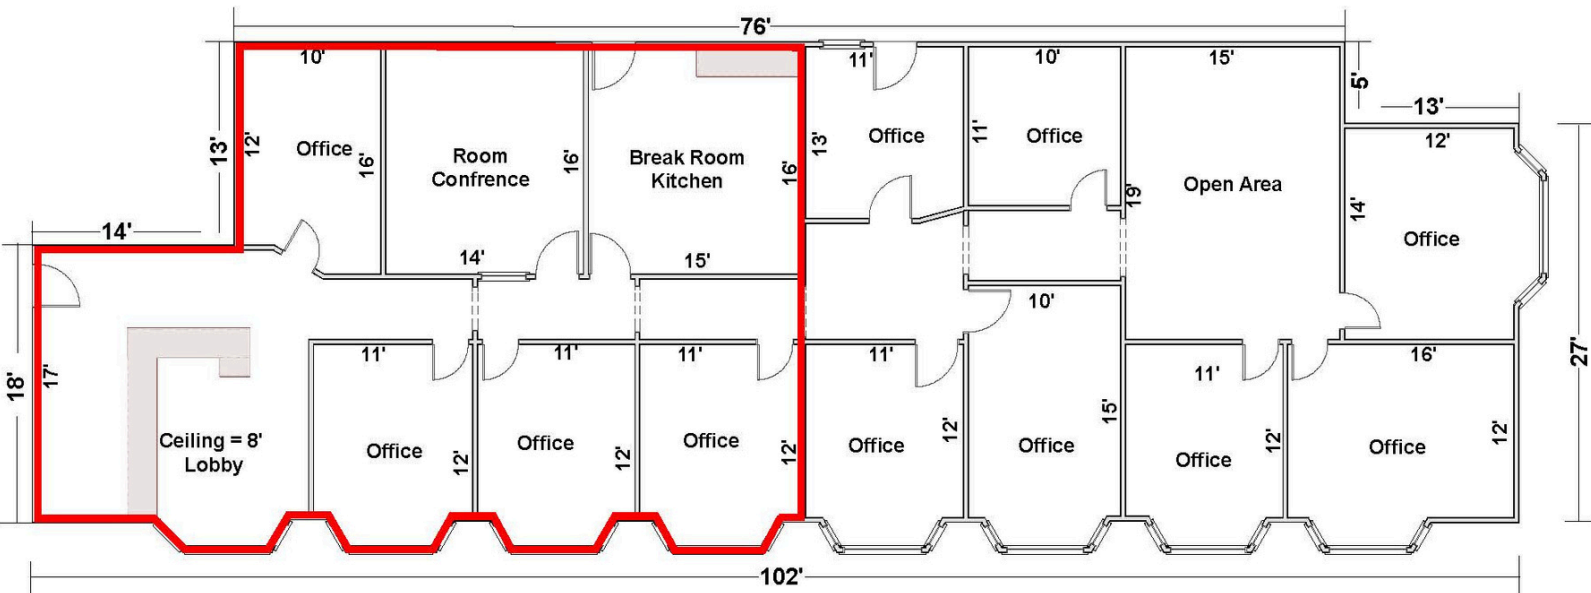 76'
10'
11'
10'
15'
5'
13'
13'
12'
Office
16'
Room
Confrence
16'
Break Room
Kitchen
16'
13'
Office
11'
Office
19'
Open Area
12'
14'
Office
14'
14'
15'
10'
18'
17'
Ceiling = 8'
Lobby
11'
Office
12'
11'
Office
12'
11'
Office
12'
11'
Office
12'
Office
15'
11'
Office
12'
16'
Office
12'
27'
102'